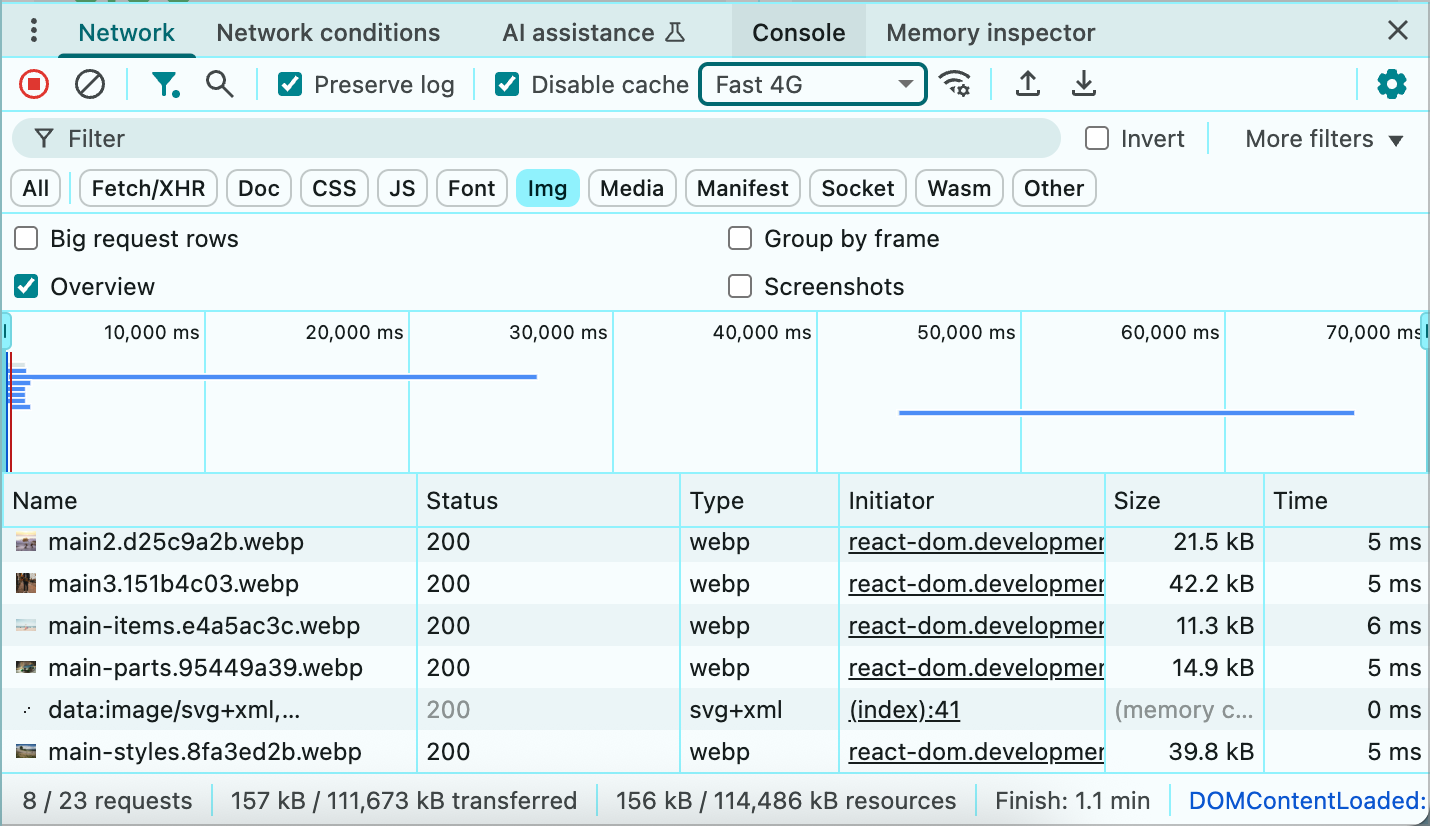 Network Network conditions AI assistance Console Memory inspector
Preserve log Disable cache Fast 4G
Filter Invert More filters
All Fetch/XHR Doc CSS JS Font Img Media Manifest Socket Wasm Other
Big request rows Group by frame
Overview Screenshots
10,000 ms 20,000 ms 30,000 ms 40,000 ms 50,000 ms 60,000 ms 70,000 ms
Name Status Type Initiator Size Time
main2.d25c9a2b.webp 200 webp react-dom.developmer 21.5 kB 5 ms
main3.151b4c03.webp 200 webp react-dom.developmer 42.2 kB 5 ms
main-items.e4a5ac3c.webp 200 webp react-dom.developmer 11.3 kB 6 ms
main-parts.95449a39.webp 200 webp react-dom.developmer 14.9 kB 5 ms
data:image/svg+xml,... 200 svg+xml (index):41 (memory c... 0 ms
main-styles.8fa3ed2b.webp 200 webp react-dom.developmer 39.8 kB 5 ms
8 / 23 requests 157 kB / 111,673 kB transferred 156 kB / 114,486 kB resources Finish: 1.1 min DOMContentLoaded: